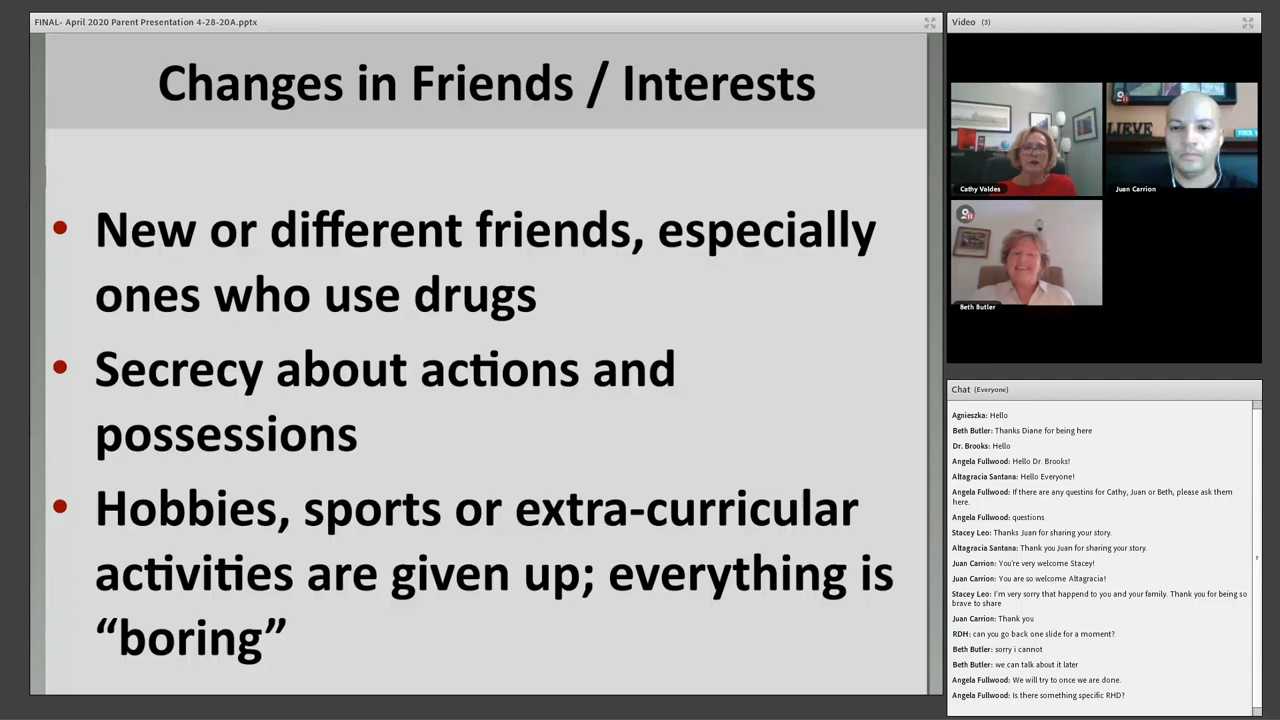 FINAL- April 2020 Parent Presentation 4-28-20A.pptx
Changes in Friends / Interests
• New or different friends, especially
ones who use drugs
• Secrecy about actions and
possessions
• Hobbies, sports or extra-curricular
activities are given up; everything is
“boring”
Video (3)
LIEVE
Cathy Valdes
Juan Carrion
Beth Butler
Chat (Everyone)
Agnieszka: Hello
Beth Butler: Thanks Diane for being here
Dr. Brooks: Hello
Angela Fullwood: Hello Dr. Brooks!
Altagracia Santana: Hello Everyone!
Angela Fullwood: If there are any questins for Cathy, Juan or Beth, please ask them
here.
Angela Fullwood: questions
Stacey Leo: Thanks Juan for sharing your story.
Altagracia Santana: Thank you Juan for sharing your story.
Juan Carrion: You're very welcome Stacey!
Juan Carrion: You are so welcome Altagracia!
Stacey Leo: I'm very sorry that happend to you and your family. Thank you for being so
brave to share
Juan Carrion: Thank you
RDH: can you go back one slide for a moment?
Beth Butler: sorry i cannot
Beth Butler: we can talk about it later
Angela Fullwood: We will try to once we are done.
Angela Fullwood: Is there something specific RHD?